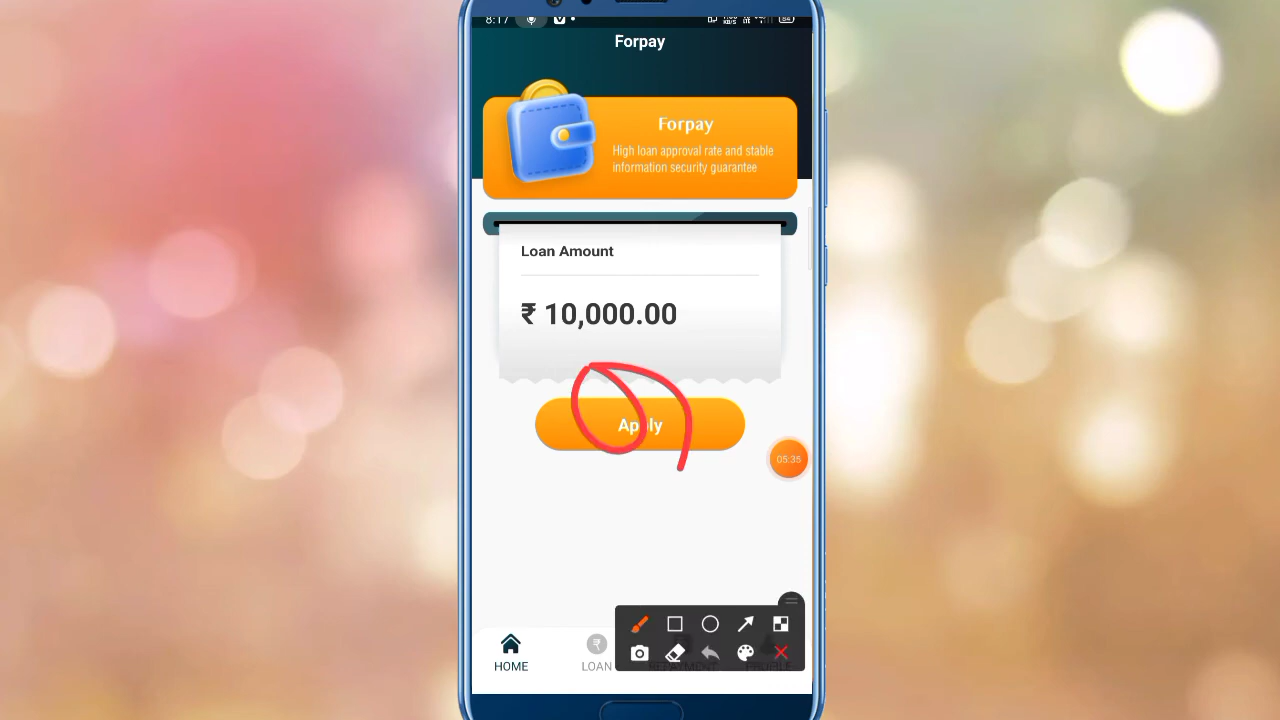 8:17
Forpay
Forpay
High loan approval rate and stable
information security guarantee
Loan Amount
₹ 10,000.00
Apply
05:35
HOME
LOAN
PROFILE